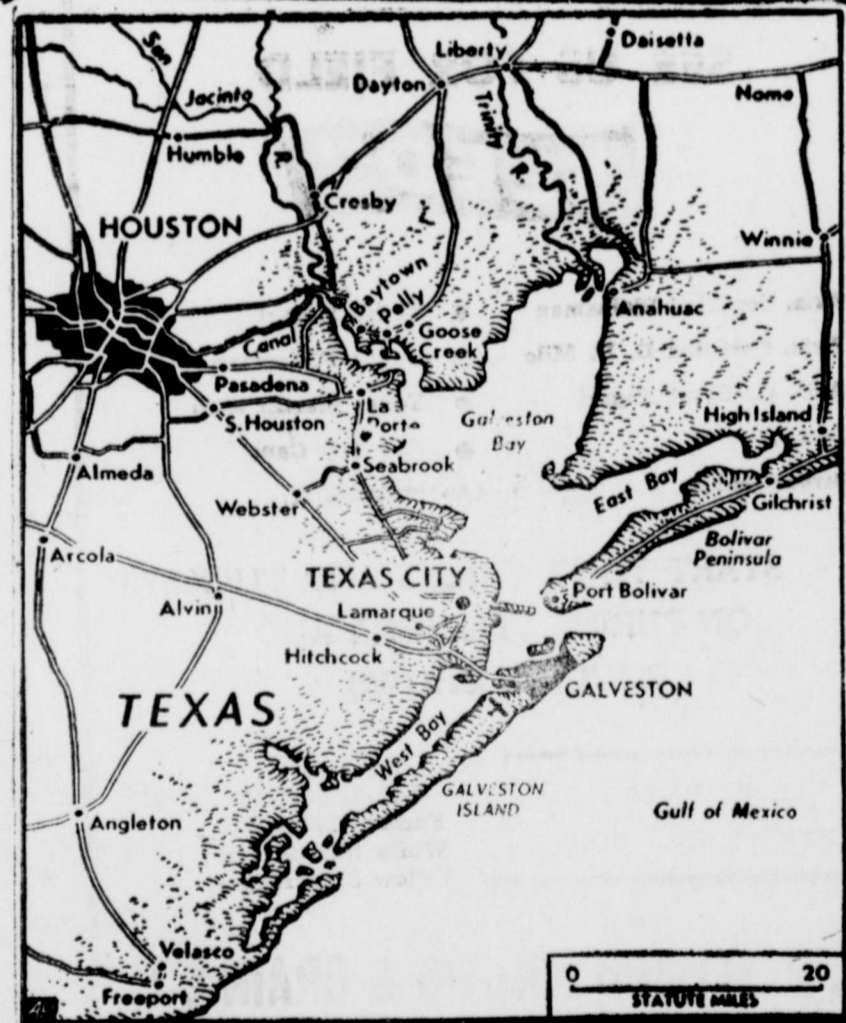 San
Jacinto
R.
Liberty
Daisetta
Dayton
Nome
Trinity
R.
Humble
Crosby
HOUSTON
Winnie
Baytown
Pelly
Anahuac
Goose
Creek
Canal
Pasadena
La
Porte
High Island
S. Houston
Galveston
Bay
Almeda
Seabrook
East Bay
Gilchrist
Webster
Bolivar
Peninsula
Arcola
TEXAS CITY
Port Bolivar
Alvin
Lamarque
Hitchcock
GALVESTON
TEXAS
West Bay
GALVESTON
ISLAND
Gulf of Mexico
Angleton
Velasco
Freeport
0 20
STATUTE MILES